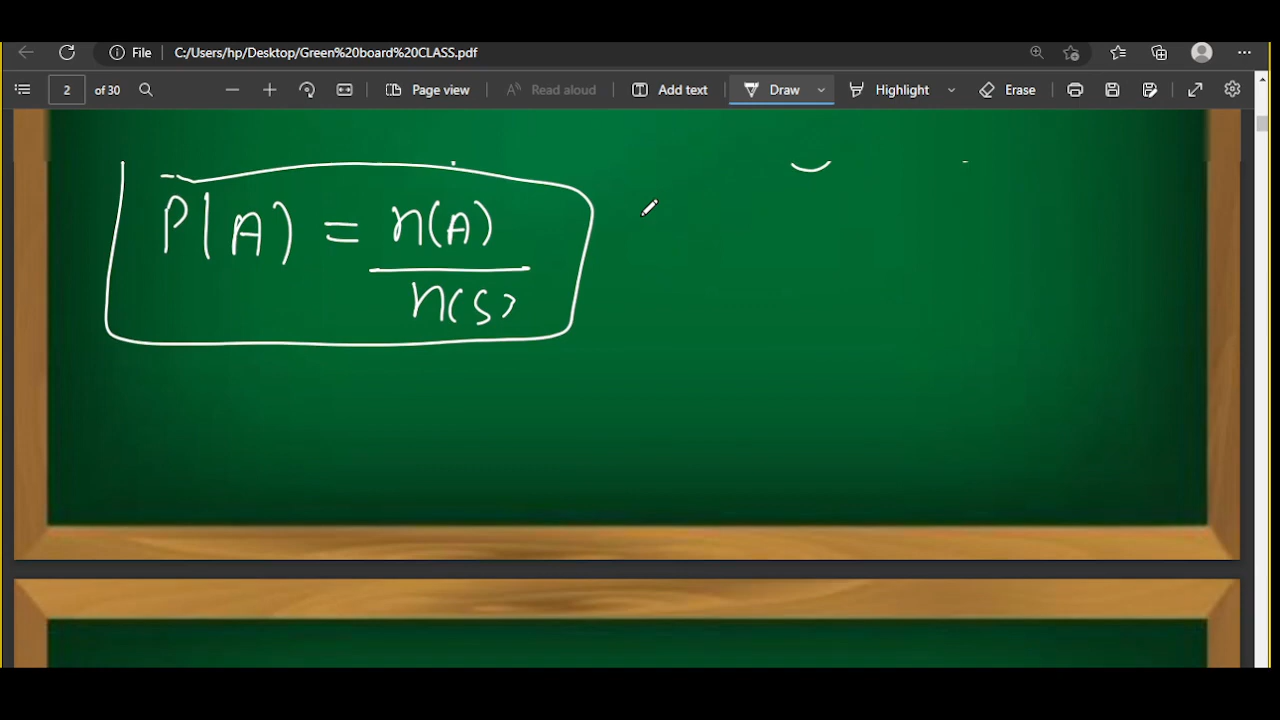 File C:/Users/hp/Desktop/Green%20board%20CLASS.pdf
2 of 30 Page view Read aloud Add text Draw Highlight Erase
P(A) = n(A)
n(S)